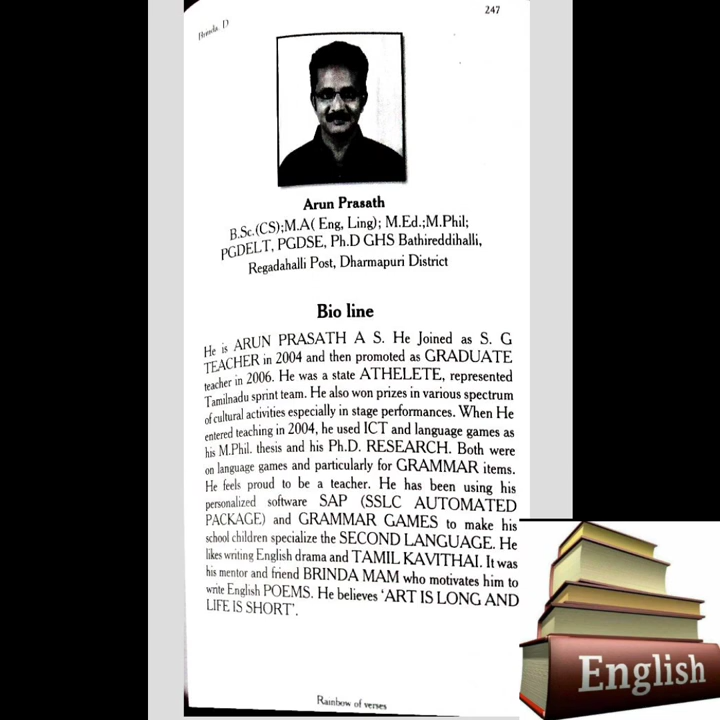 247
Brinda. D
Arun Prasath
B.Sc.(CS);M.A( Eng, Ling); M.Ed.;M.Phil;
PGDELT, PGDSE, Ph.D GHS Bathireddihalli,
Regadahalli Post, Dharmapuri District
Bio line
He is ARUN PRASATH A S. He Joined as S. G
TEACHER in 2004 and then promoted as GRADUATE
teacher in 2006. He was a state ATHELETE, represented
Tamilnadu sprint team. He also won prizes in various spectrum
of cultural activities especially in stage performances. When He
entered teaching in 2004, he used ICT and language games as
his M.Phil. thesis and his Ph.D. RESEARCH. Both were
on language games and particularly for GRAMMAR items.
He feels proud to be a teacher. He has been using his
personalized software SAP (SSLC AUTOMATED
PACKAGE) and GRAMMAR GAMES to make his
school children specialize the SECOND LANGUAGE. He
likes writing English drama and TAMIL KAVITHAI. It was
his mentor and friend BRINDA MAM who motivates him to
write English POEMS. He believes 'ART IS LONG AND
LIFE IS SHORT'.
English
Rainbow of verses